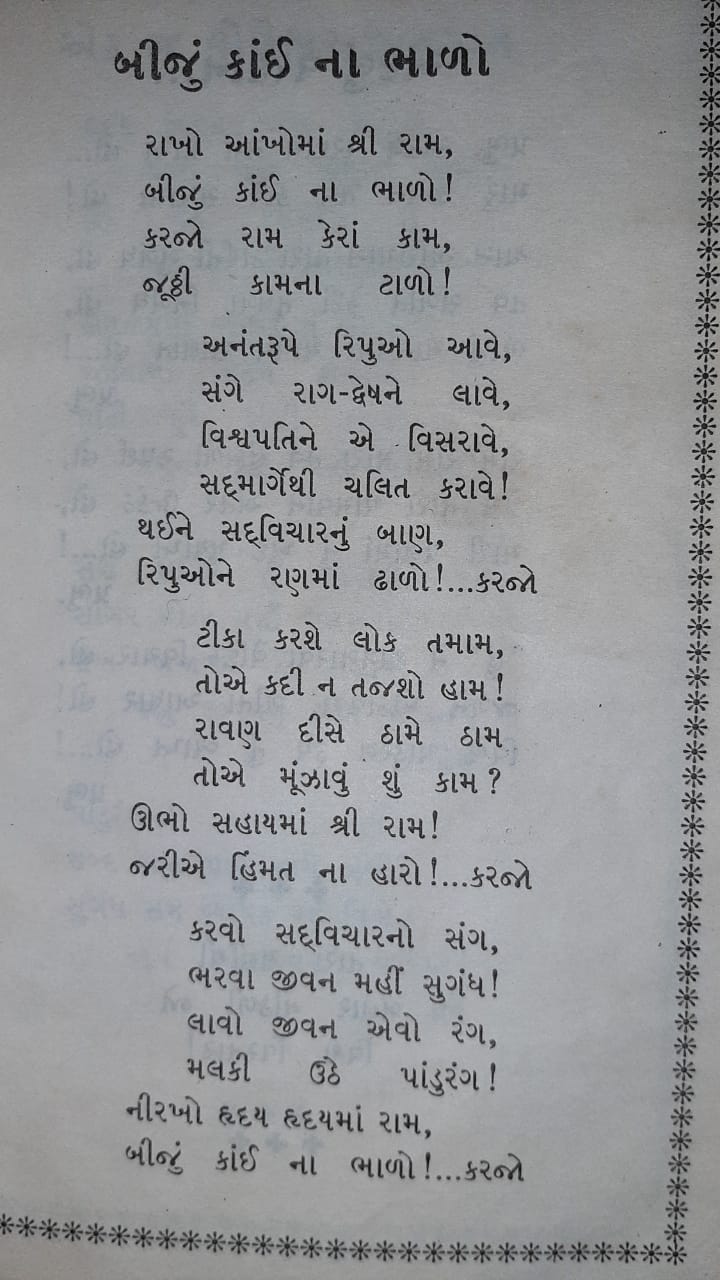 બીજું કાંઈ ના ભાળો
રાખો આંખોમાં શ્રી રામ,
બીજું કાંઈ ના ભાળો!
કરજો રામ કેરાં કામ,
જૂઠ્ઠી કામના ટાળો!
અનંતરૂપે રિપુઓ આવે,
સંગે રાગ-દ્વેષને લાવે,
વિશ્વપતિને એ વિસરાવે,
સદ્‌માર્ગેથી ચલિત કરાવે!
થઈને સદ્‌વિચારનું બાણ,
રિપુઓને રણમાં ઢાળો!...કરજો
ટીકા કરશે લોક તમામ,
તોએ કદી ન તજશો હામ!
રાવણ દીસે ઠામે ઠામ
તોએ મૂંઝાવું શું કામ?
ઊભો સહાયમાં શ્રી રામ!
જરીએ હિંમત ના હારો!...કરજો
કરવો સદ્‌વિચારનો સંગ,
ભરવા જીવન મહીં સુગંધ!
લાવો જીવન એવો રંગ,
મલકી ઉઠે પાંડુરંગ!
નીરખો હૃદય હૃદયમાં રામ,
બીજું કાંઈ ના ભાળો!...કરજો